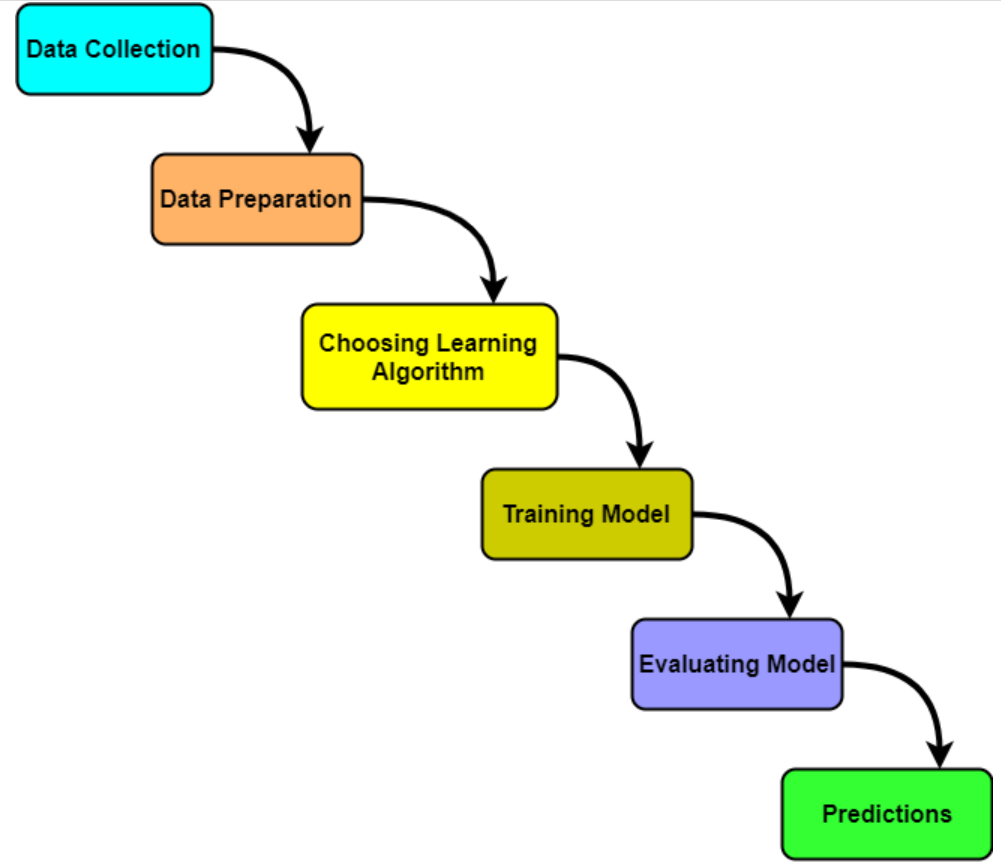 Data Collection
Data Preparation
Choosing Learning
Algorithm
Training Model
Evaluating Model
Predictions